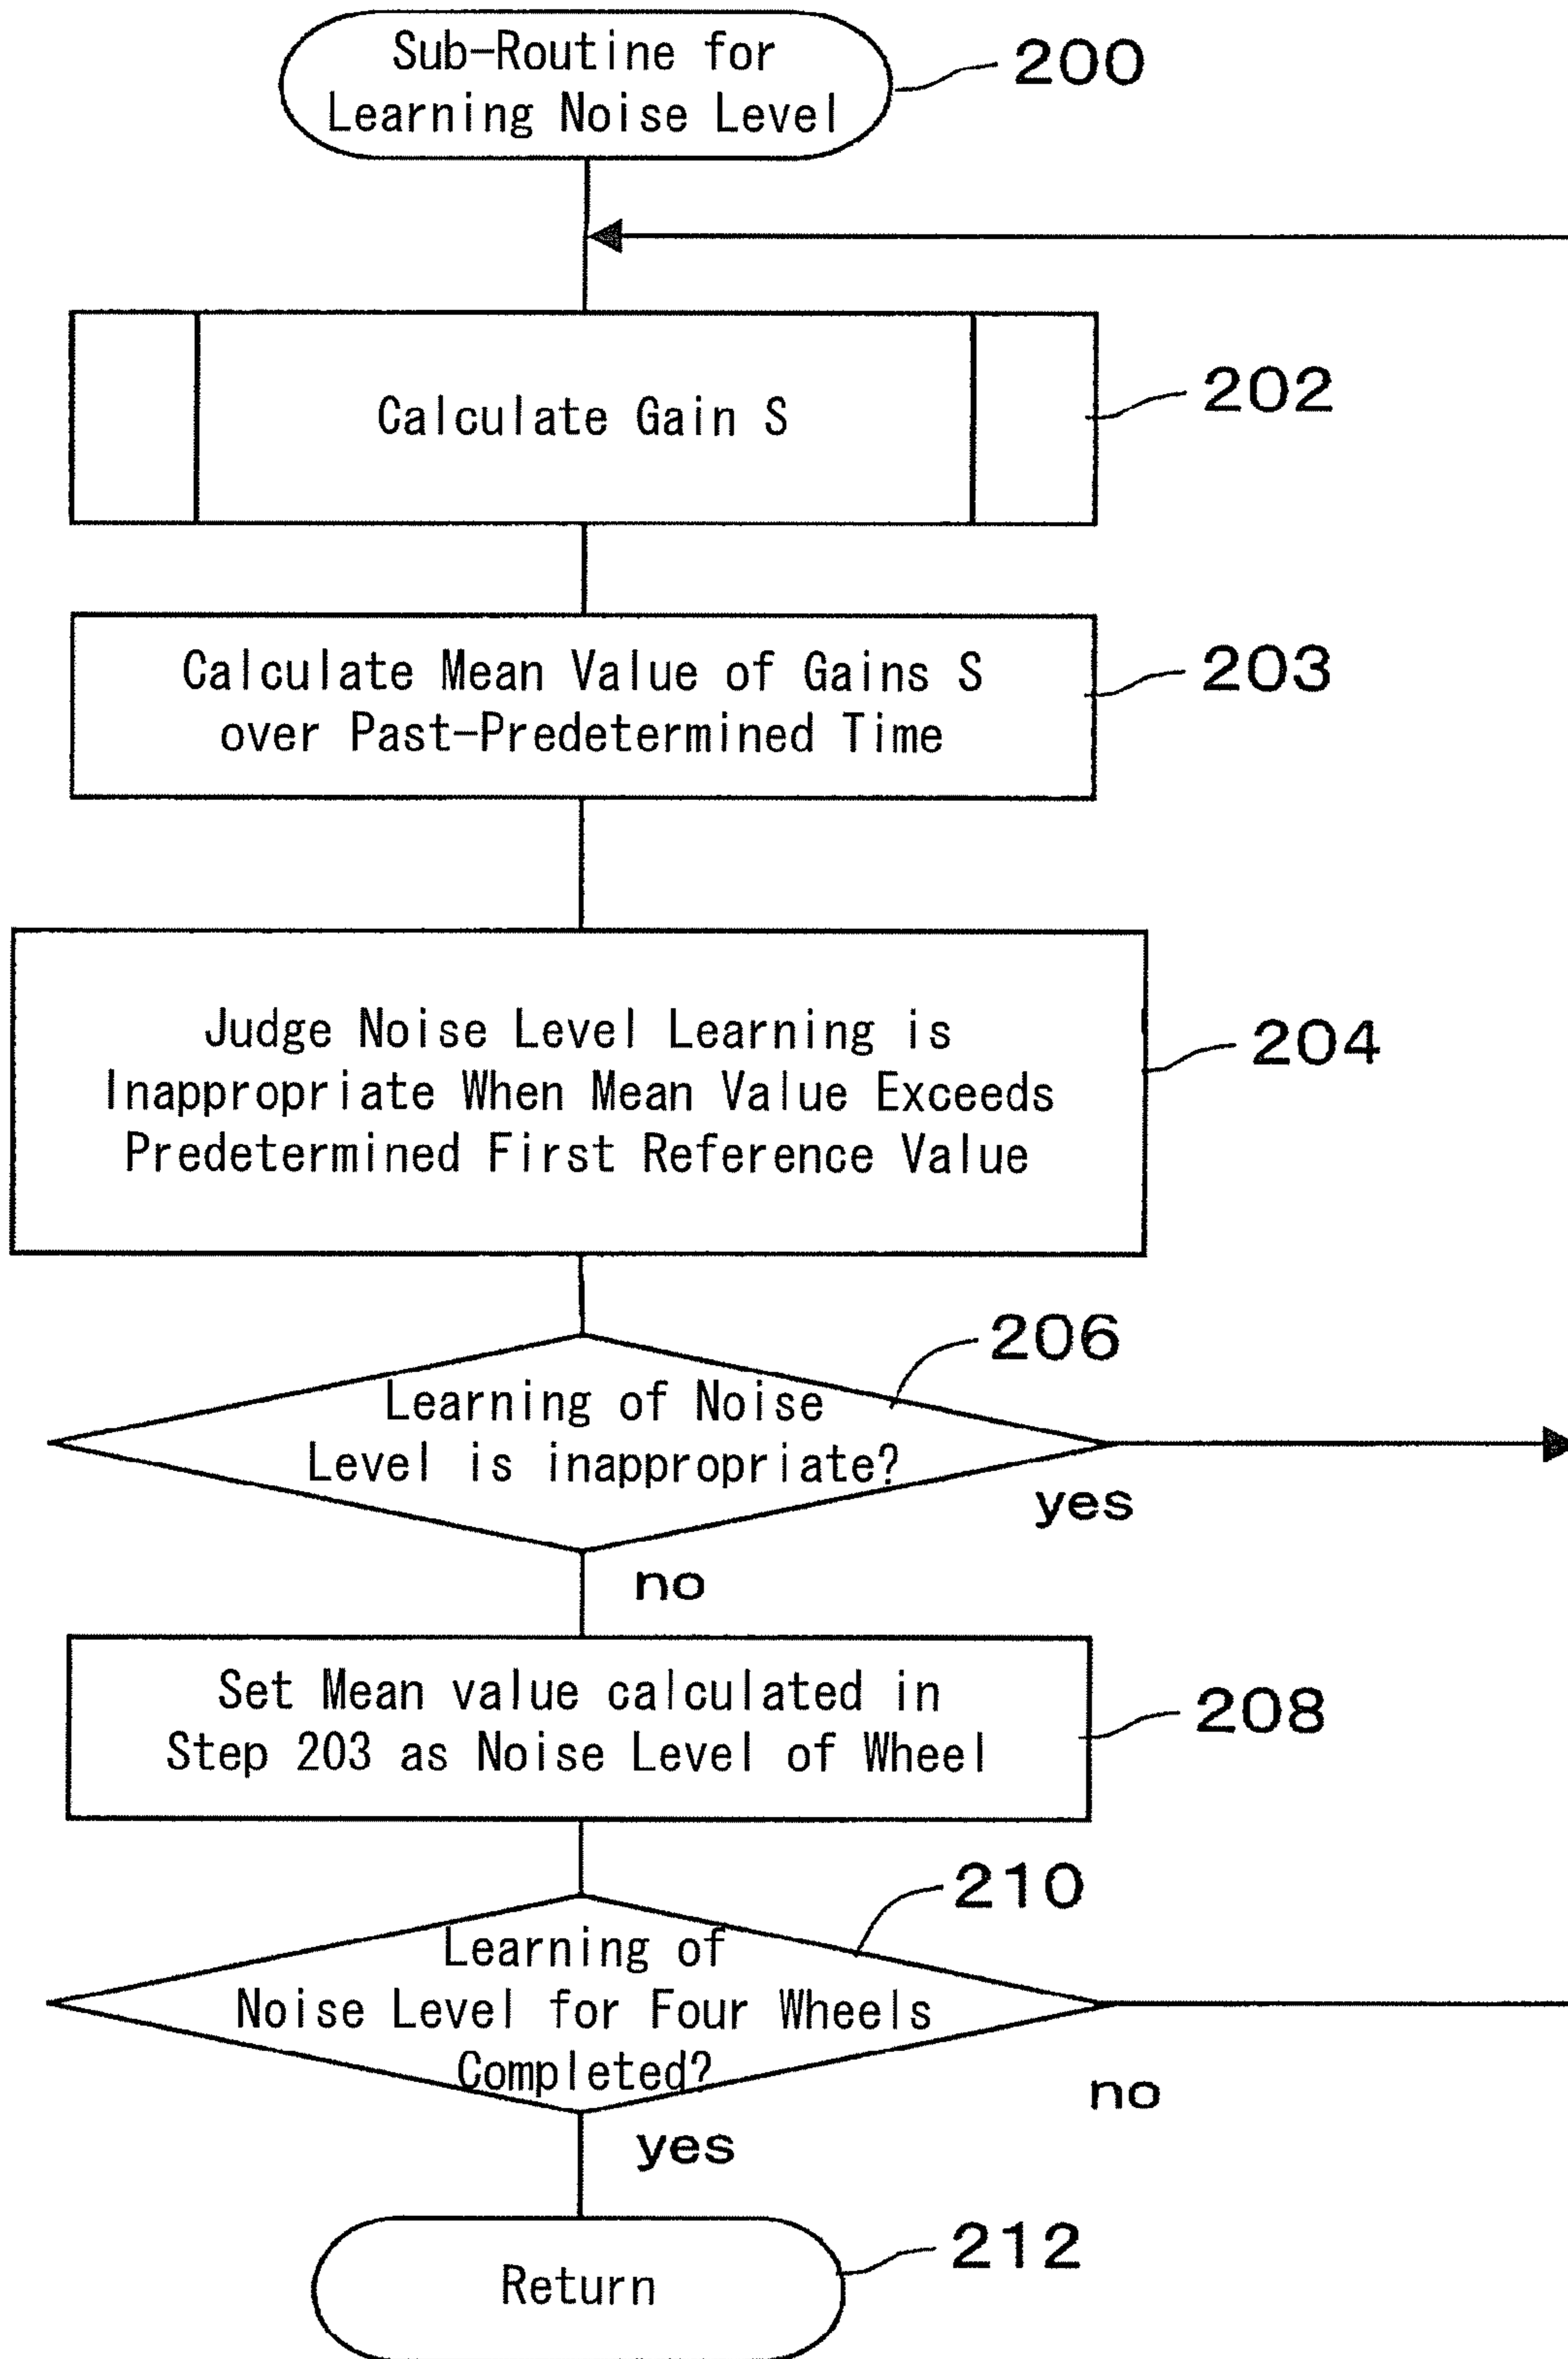 Sub-Routine for
Learning Noise Level
200
Calculate Gain S
202
Calculate Mean Value of Gains S
over Past-Predetermined Time
203
Judge Noise Level Learning is
Inappropriate When Mean Value Exceeds
Predetermined First Reference Value
204
206
Learning of Noise
Level is inappropriate?
yes
no
Set Mean value calculated in
Step 203 as Noise Level of Wheel
208
210
Learning of
Noise Level for Four Wheels
Completed?
no
yes
Return
212